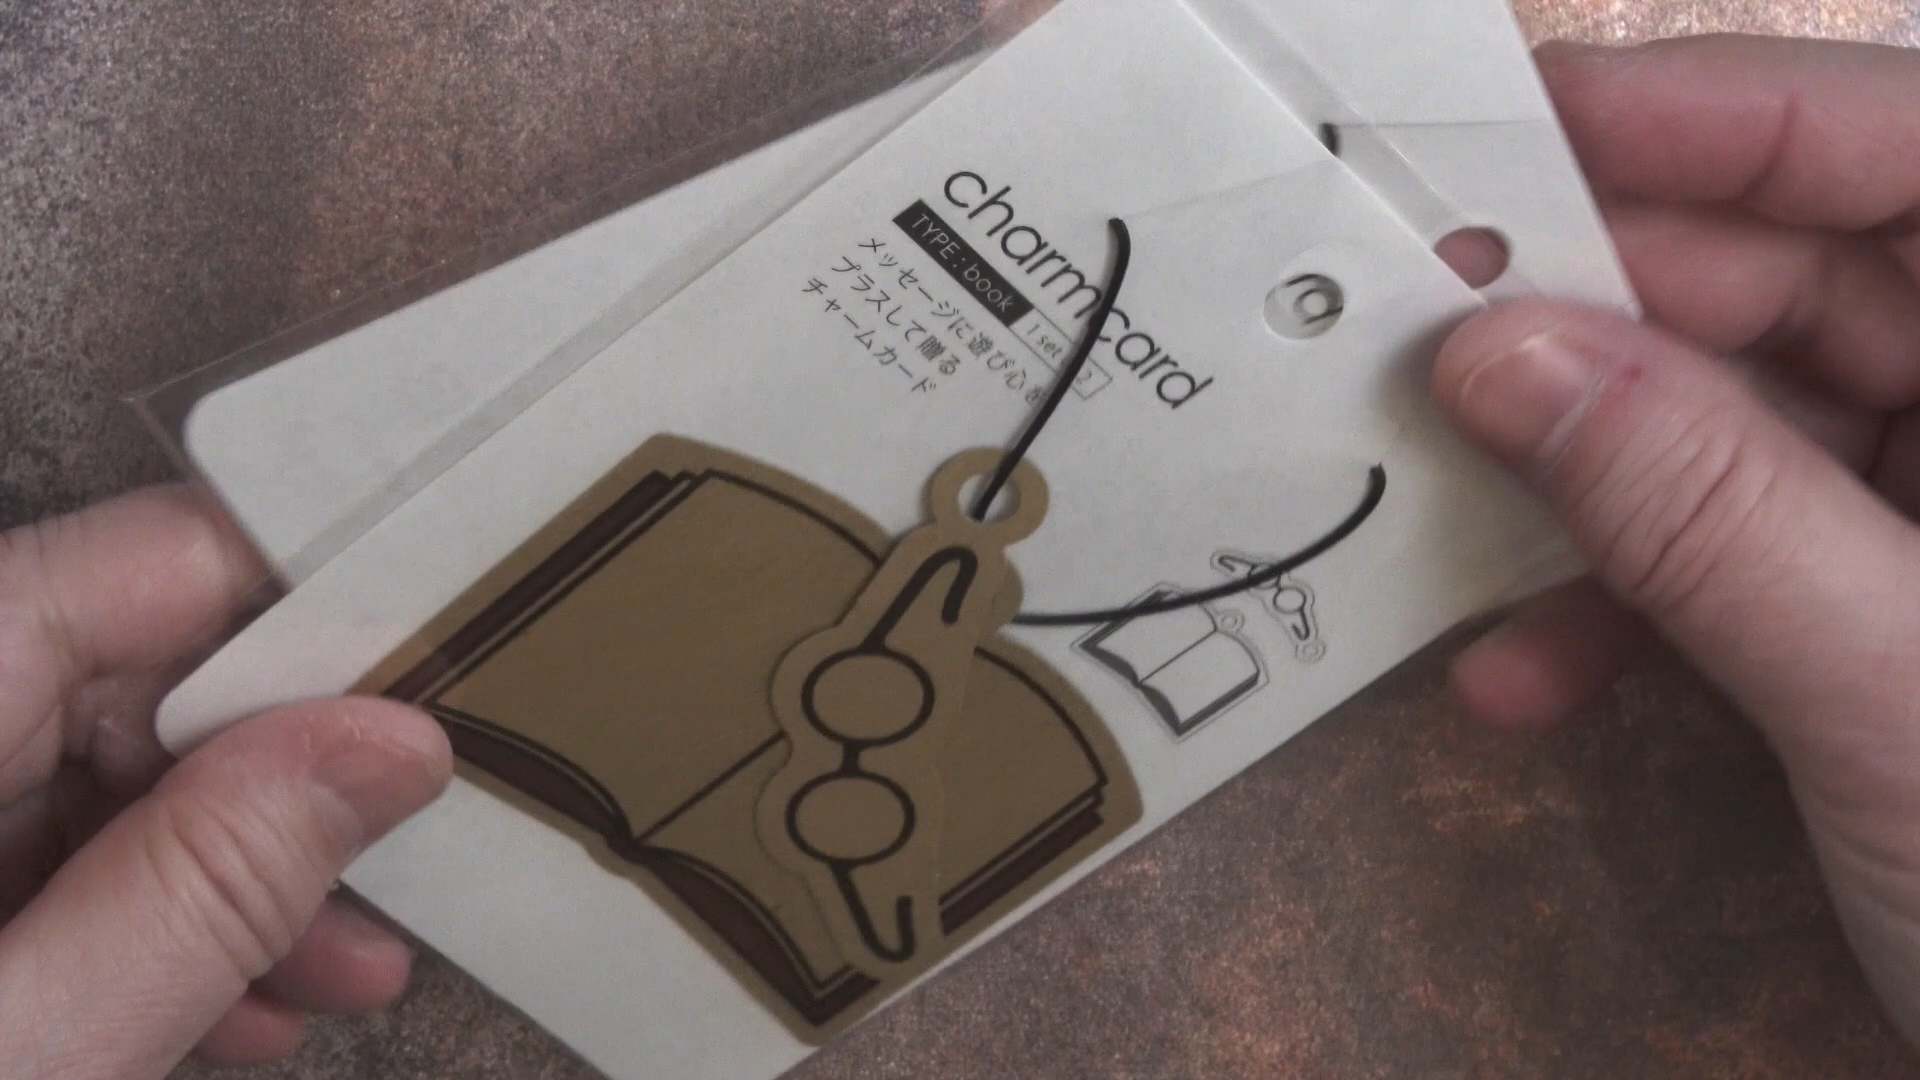 charm card
TYPE : book 1 set 2
メッセージに遊び心を
プラスして贈る
チャームカード